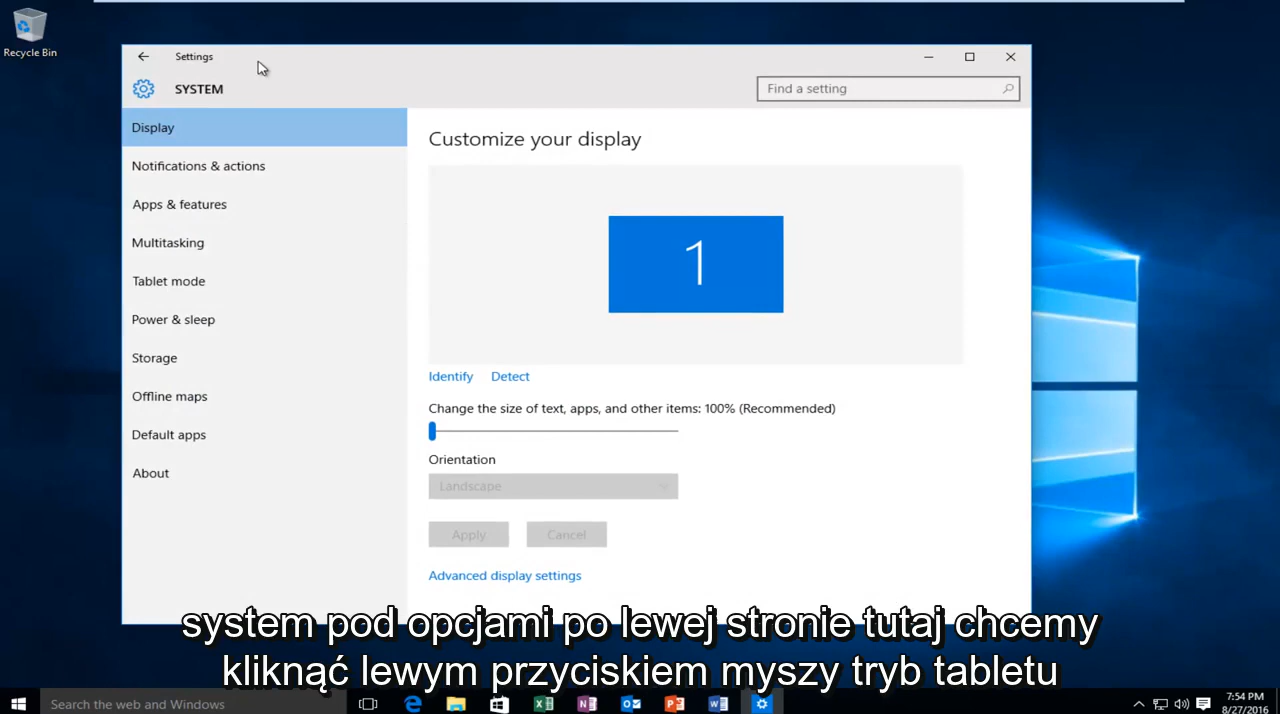 Recycle Bin
Settings
SYSTEM
Find a setting
Display
Notifications & actions
Apps & features
Multitasking
Tablet mode
Power & sleep
Storage
Offline maps
Default apps
About
Customize your display
1
Identify Detect
Change the size of text, apps, and other items: 100% (Recommended)
Orientation
Landscape
Apply Cancel
Advanced display settings
system pod opcjami po lewej stronie tutaj chcemy
kliknąć lewym przyciskiem myszy tryb tabletu
Search the web and Windows
7:54 PM
8/27/2016